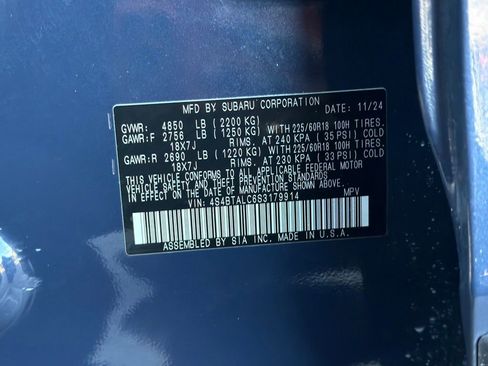 MFD BY SUBARU CORPORATION DATE: 11/24
GVWR: 4850 LB (2200 KG)
GAWR:F 2756 LB (1250 KG) WITH 225/60R18 100H TIRES,
18X7J RIMS, AT 240 KPA ( 35 PSI) COLD
GAWR:R 2690 LB (1220 KG) WITH 225/60R18 100H TIRES,
18X7J RIMS, AT 230 KPA ( 33 PSI) COLD
THIS VEHICLE CONFORMS TO ALL APPLICABLE FEDERAL MOTOR
VEHICLE SAFETY, BUMPER, AND THEFT PREVENTION STANDARDS
IN EFFECT ON THE DATE OF MANUFACTURE SHOWN ABOVE.
VIN: 4S4BTALC6S3179914 MPV
ASSEMBLED BY SIA INC. MADE IN U.S.A.